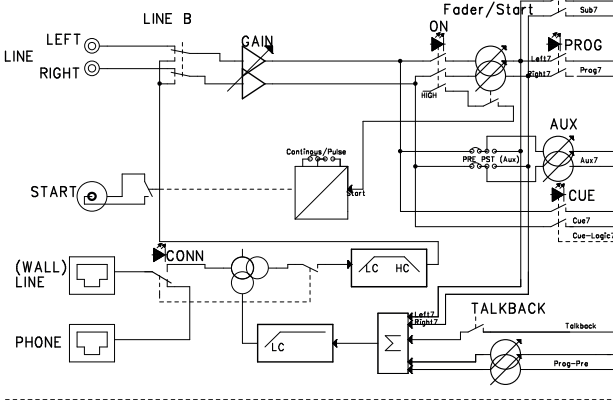 Fader/Start
Sub7
LINE B
LEFT
ON
GAIN
PROG
LINE
Left7
RIGHT
Right7
Prog7
HIGH
AUX
Continous/Pulse
PRE PST (Aux)
Aux7
START
Start
CUE
Cue7
Cue-Logic7
CONN
(WALL)
LINE
LC HC
TALKBACK
Left7
Right7
Talkback
PHONE
LC
Σ
Prog-Pre